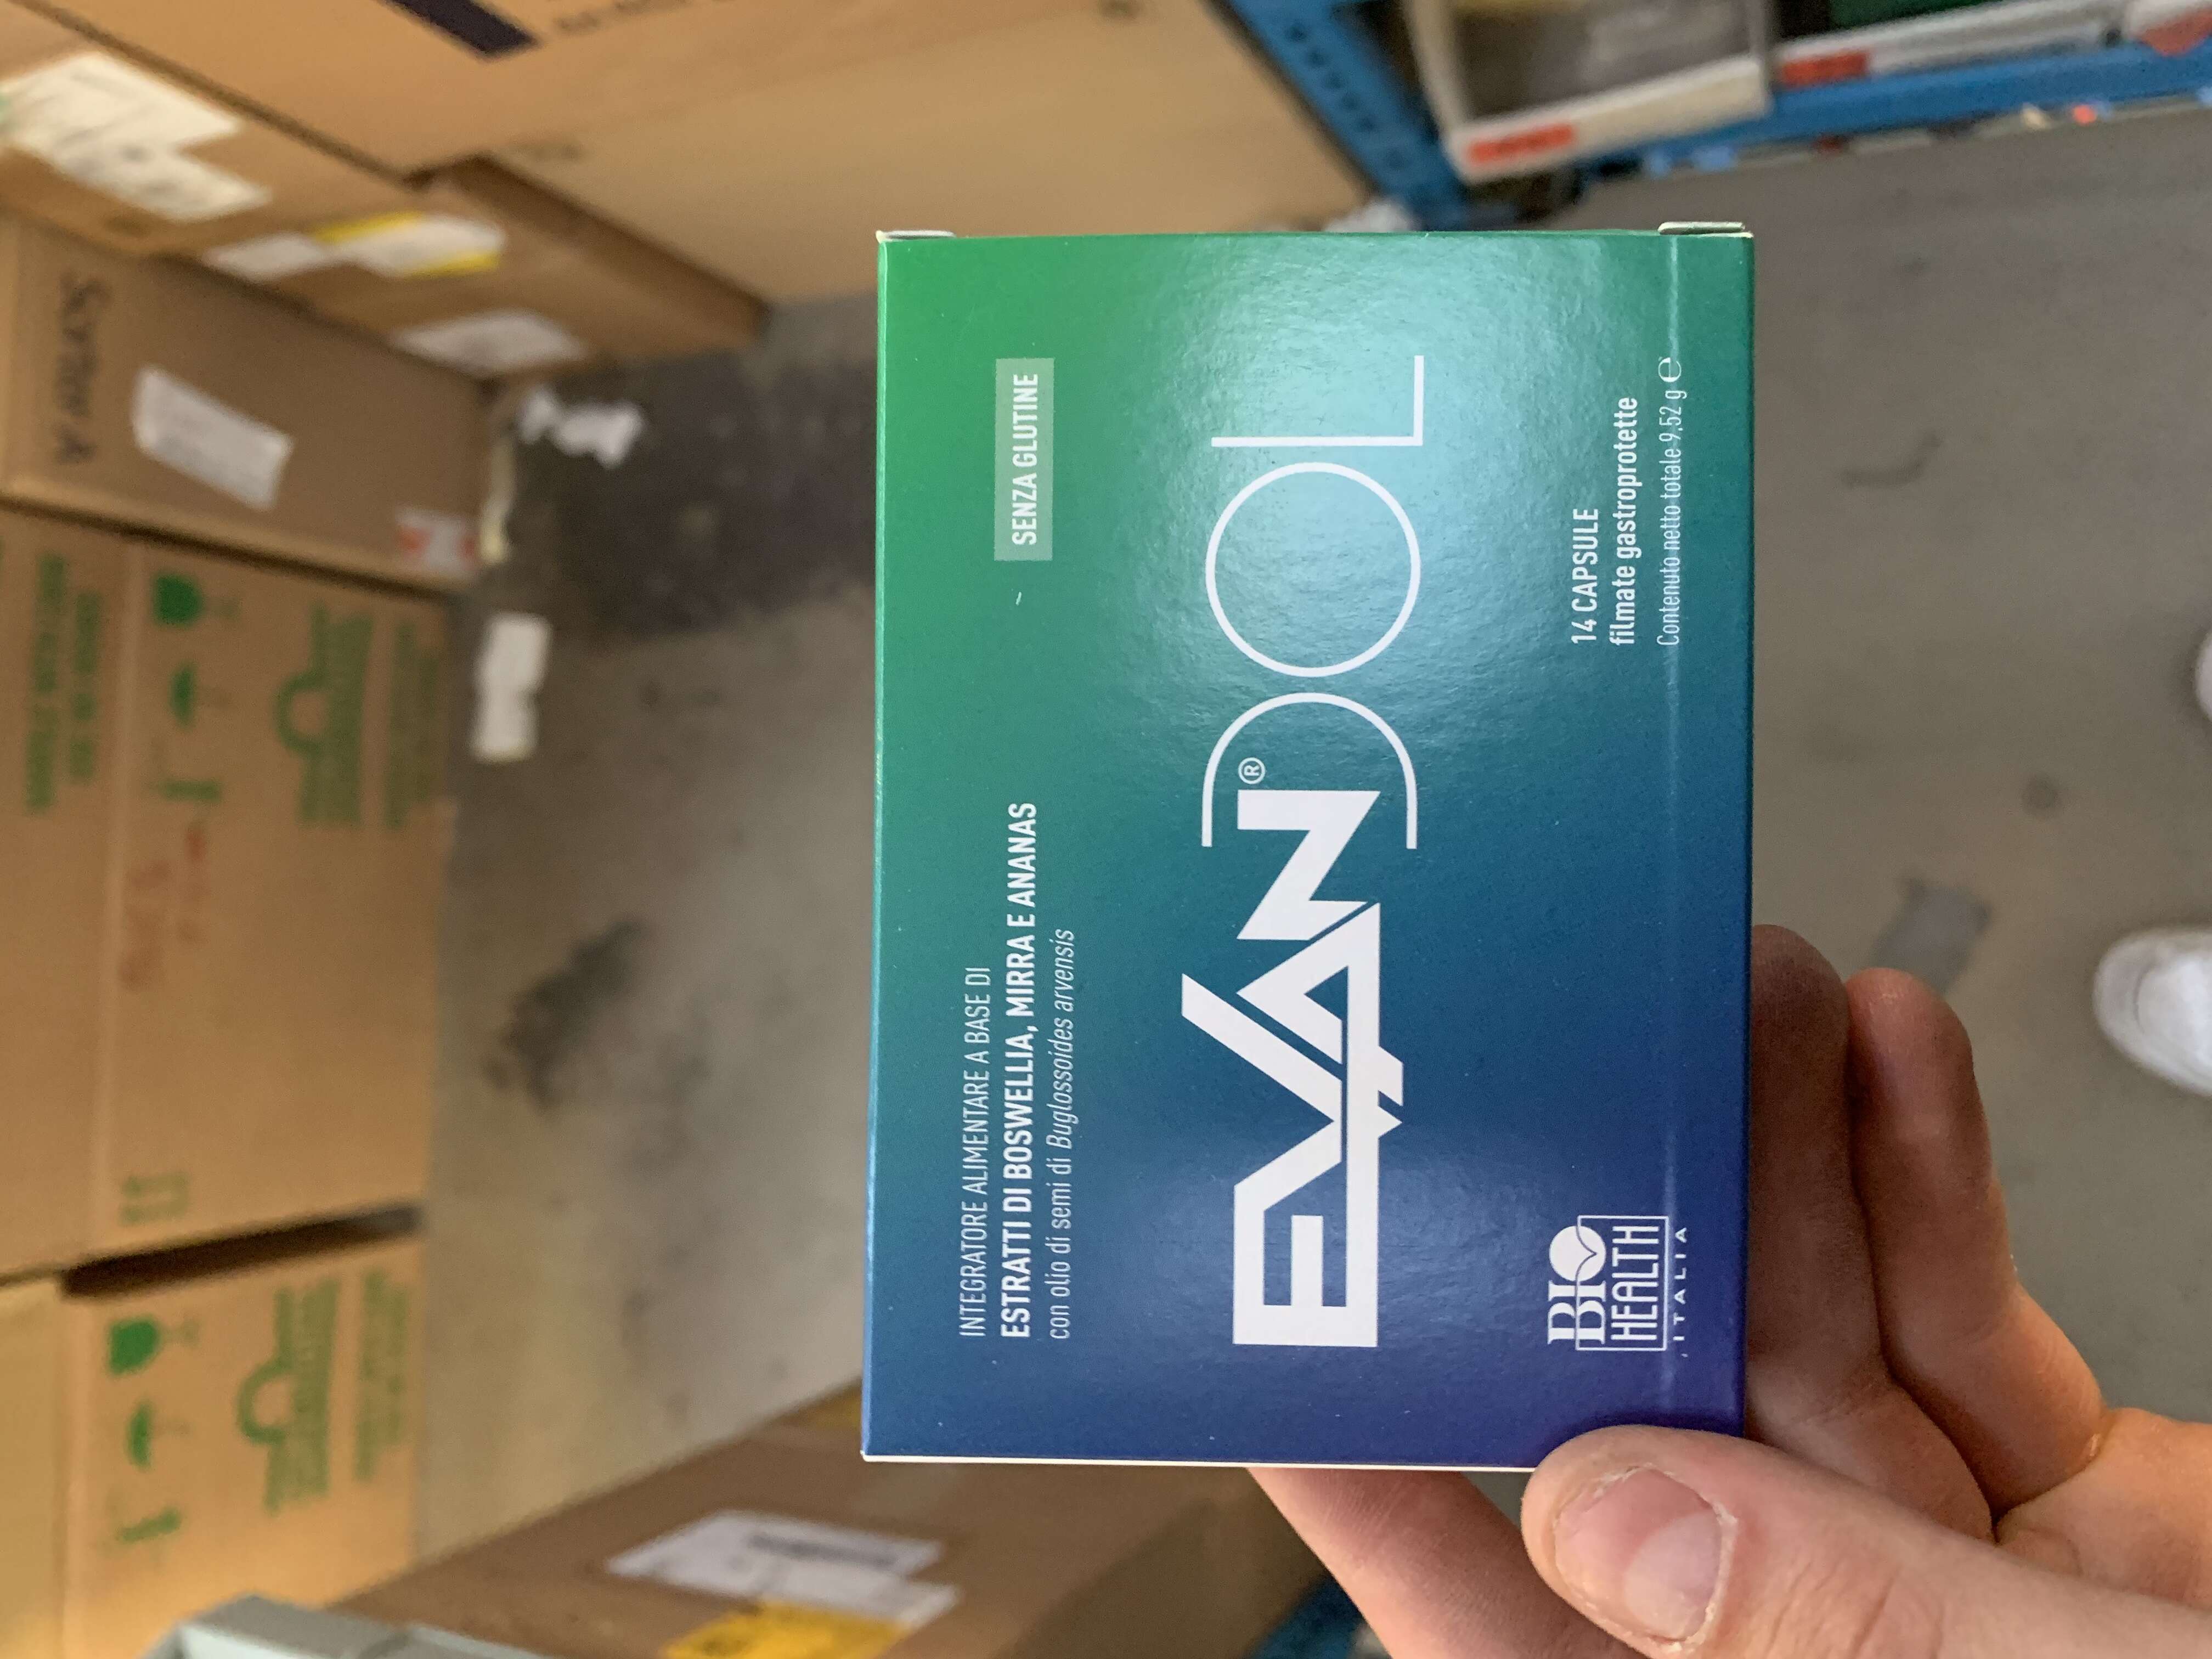 INTEGRATORE ALIMENTARE A BASE DI
ESTRATTI DI BOSWELLIA, MIRRA E ANANAS
con olio di semi di Buglossoides arvensis
SENZA GLUTINE
EVANDOL®
BIO
HEALTH
ITALIA
14 CAPSULE
filmate gastroprotette
Contenuto netto totale 9,52 g ℮